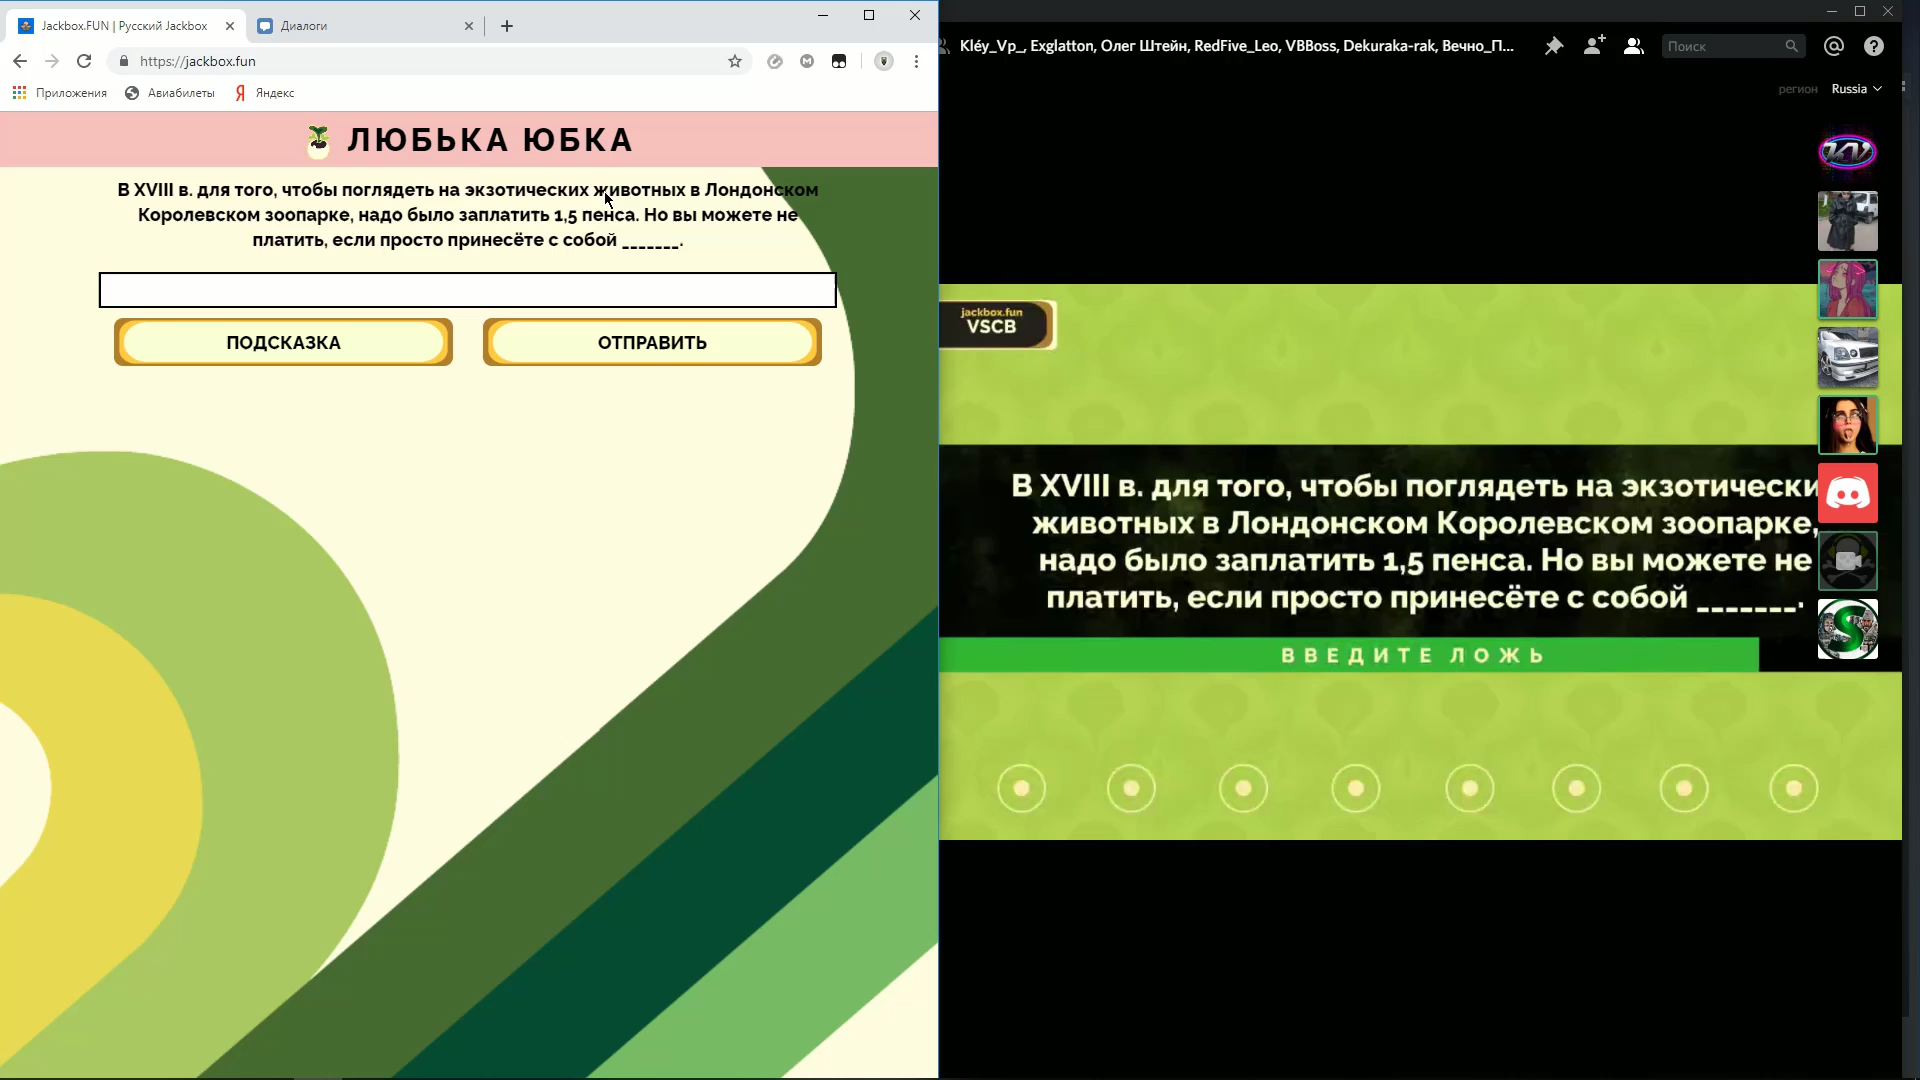 Jackbox.FUN | Русский Jackbox
Диалоги
https://jackbox.fun
Приложения
Авиабилеты
Яндекс
ЛЮБЬКА ЮБКА
В XVIII в. для того, чтобы поглядеть на экзотических животных в Лондонском
Королевском зоопарке, надо было заплатить 1,5 пенса. Но вы можете не
платить, если просто принесёте с собой _______.
ПОДСКАЗКА
ОТПРАВИТЬ
Kléy_Vp_, Exglatton, Олег Штейн, RedFive_Leo, VBBoss, Dekuraka-rak, Вечно_П...
Поиск
регион
Russia
KV
jackbox.fun
VSCB
В XVIII в. для того, чтобы поглядеть на экзотически
животных в Лондонском Королевском зоопарке,
надо было заплатить 1,5 пенса. Но вы можете не
платить, если просто принесёте с собой _______.
ВВЕДИТЕ ЛОЖЬ
S